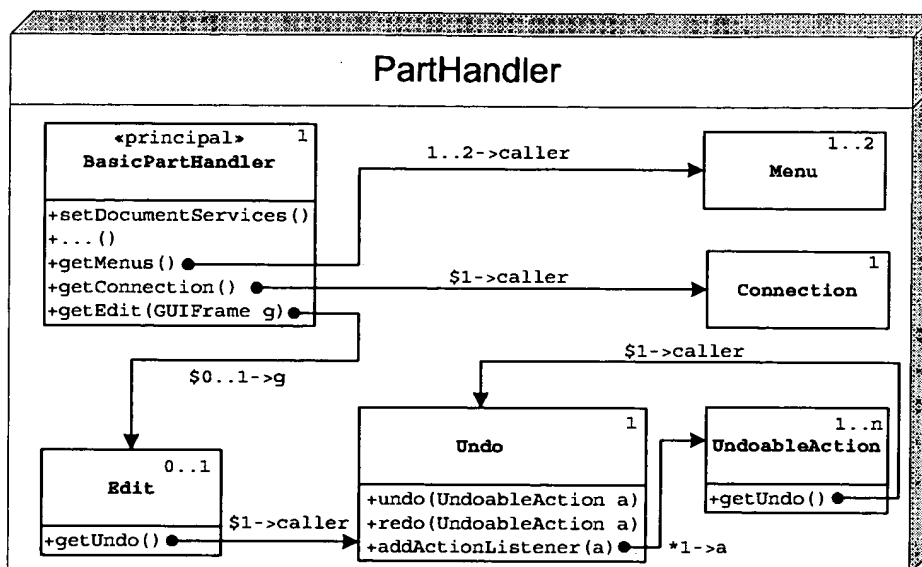 PartHandler
«principal» 1
BasicPartHandler
+setDocumentServices()
+...()
+getMenus()
+getConnection()
+getEdit(GUIFrame g)
1..2->caller
1..2
Menu
$1->caller
1
Connection
$0..1->g
$1->caller
0..1
Edit
+getUndo()
$1->caller
1
Undo
+undo(UndoableAction a)
+redo(UndoableAction a)
+addActionListener(a)
*1->a
1..n
UndoableAction
+getUndo()